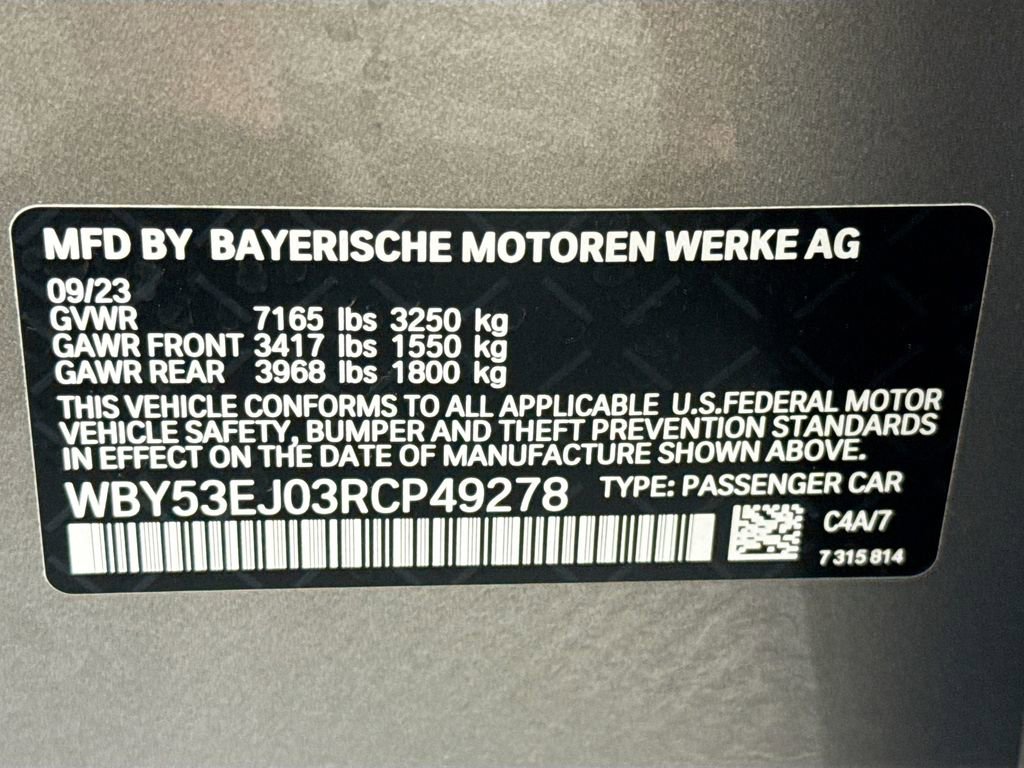 MFD BY BAYERISCHE MOTOREN WERKE AG
09/23
GVWR 7165 lbs 3250 kg
GAWR FRONT 3417 lbs 1550 kg
GAWR REAR 3968 lbs 1800 kg
THIS VEHICLE CONFORMS TO ALL APPLICABLE U.S.FEDERAL MOTOR
VEHICLE SAFETY, BUMPER AND THEFT PREVENTION STANDARDS
IN EFFECT ON THE DATE OF MANUFACTURE SHOWN ABOVE.
WBY53EJ03RCP49278 TYPE: PASSENGER CAR
C4A/7
7 315 814